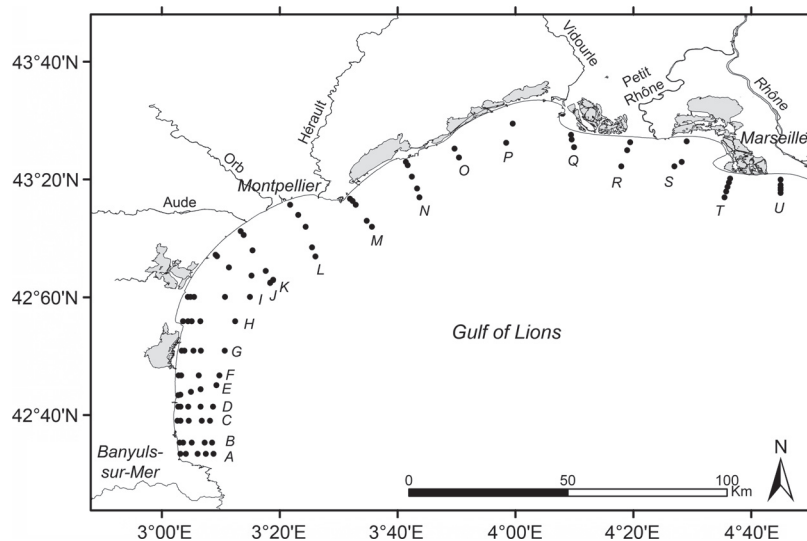 43°40'N
43°20'N
42°60'N
42°40'N
Vidourle
Petit
Rhône
Rhône
Marseille
Hérault
Orb
Montpellier
Aude
P
O
Q
R
S
T
U
N
M
L
K
J
I
H
G
F
E
D
C
B
A
Gulf of Lions
Banyuls-
sur-Mer
N
0 50 100
Km
3°00'E 3°20'E 3°40'E 4°00'E 4°20'E 4°40'E